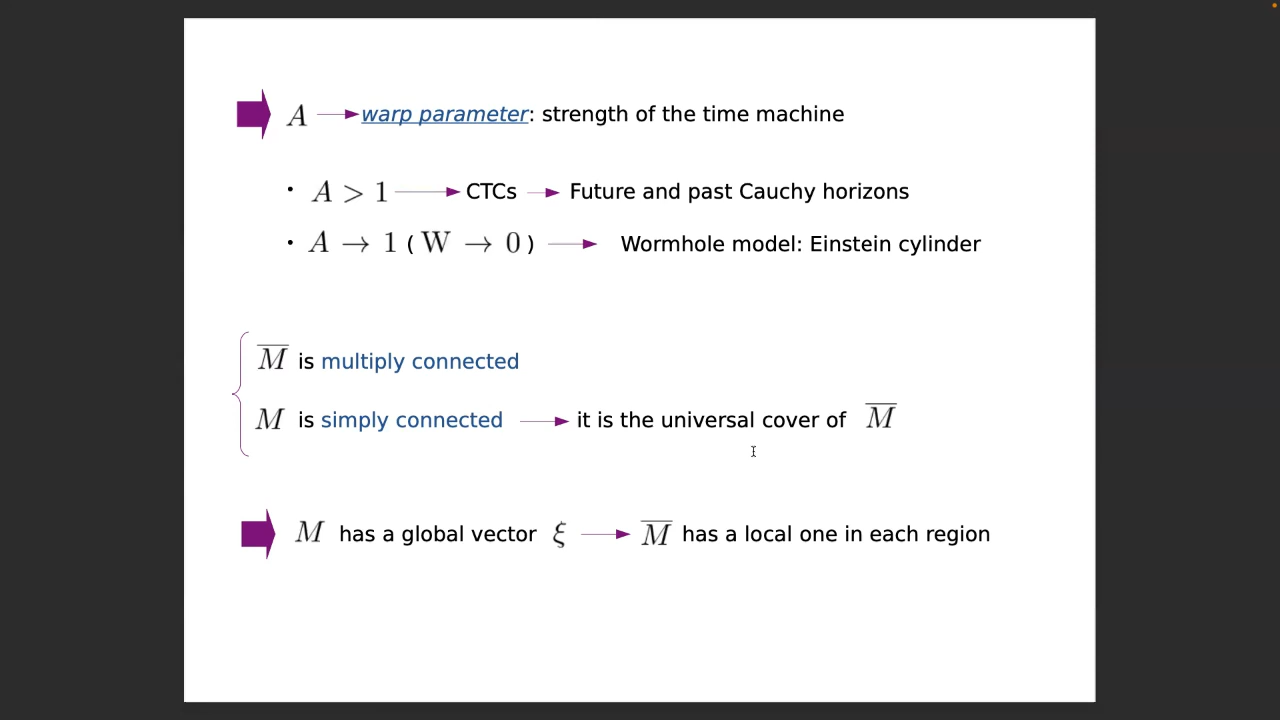 A → warp parameter: strength of the time machine
• A > 1 → CTCs → Future and past Cauchy horizons
• A → 1 ( W → 0 ) → Wormhole model: Einstein cylinder
M̅ is multiply connected
M is simply connected → it is the universal cover of M̅
M has a global vector ξ → M̅ has a local one in each region